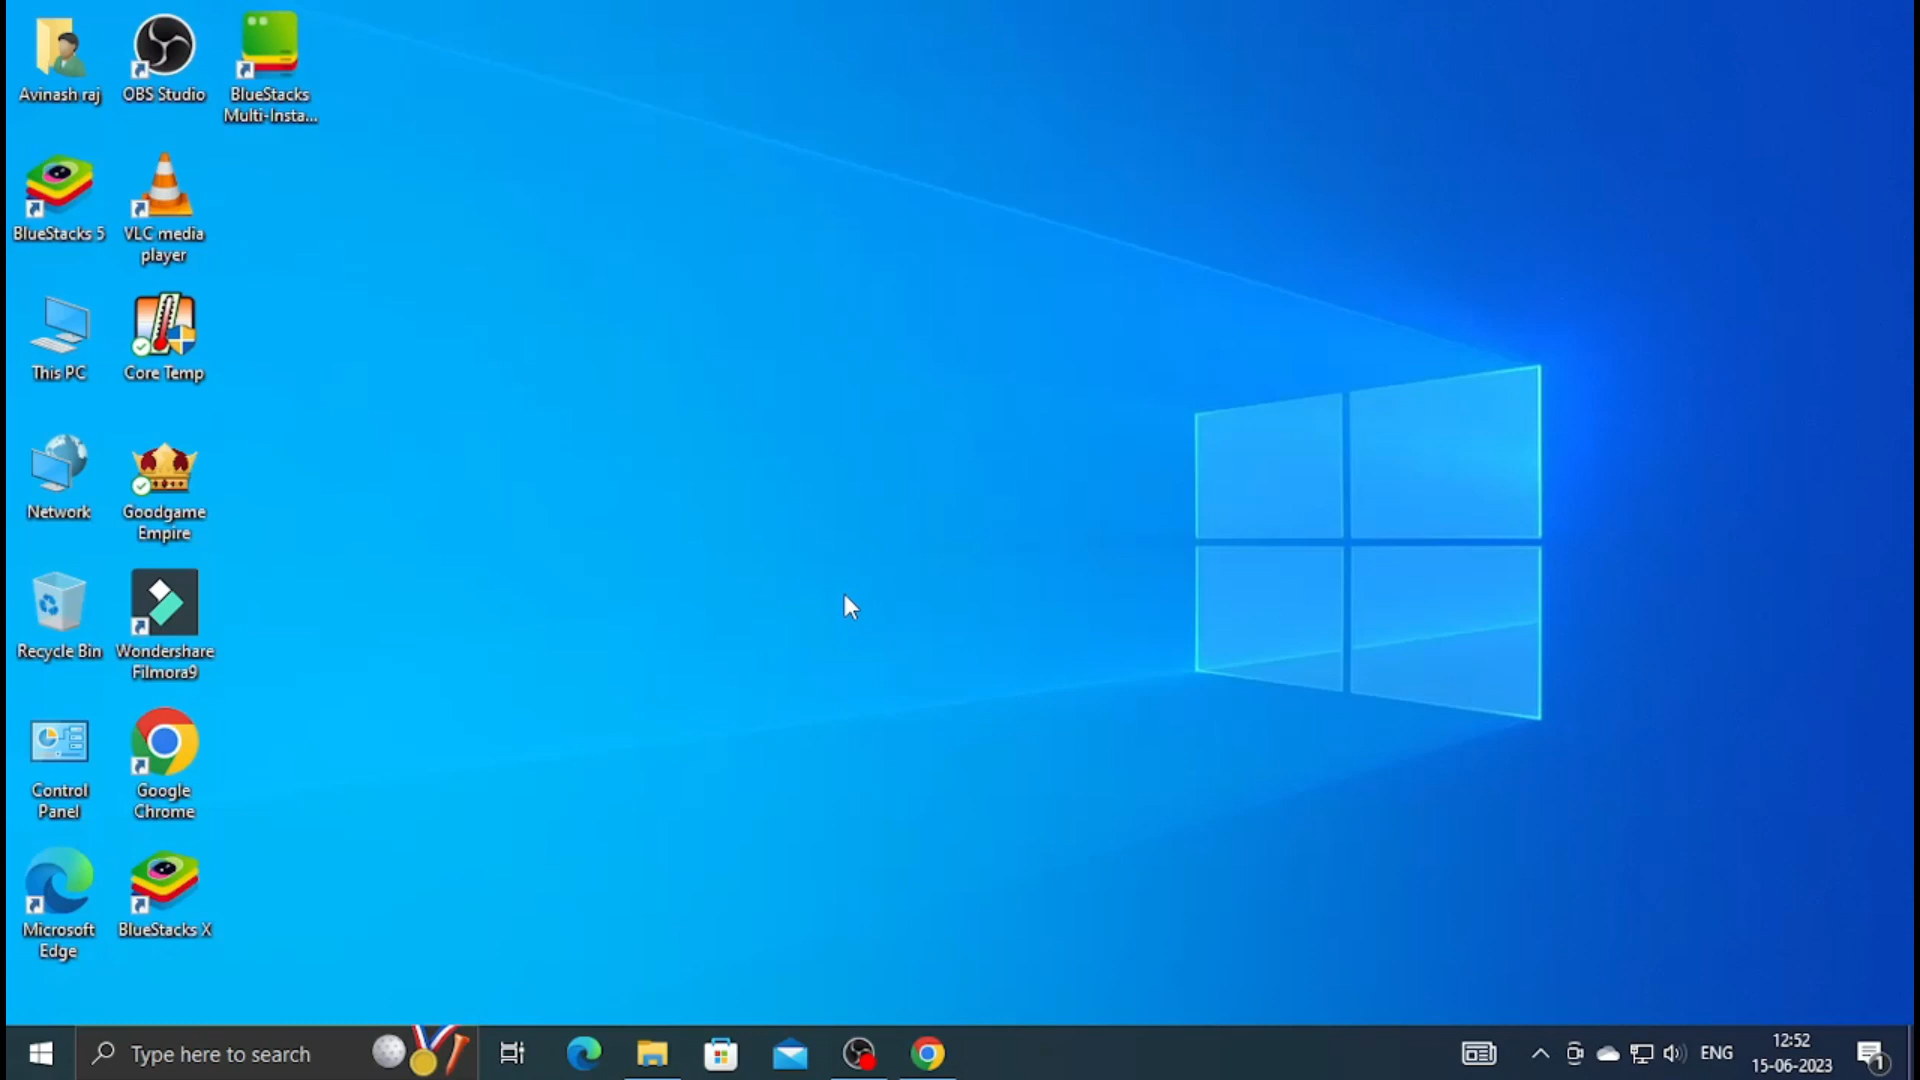 Avinash raj
OBS Studio
BlueStacks
Multi-Insta...
BlueStacks 5
VLC media
player
This PC
Core Temp
Network
Goodgame
Empire
Recycle Bin
Wondershare
Filmora9
Control
Panel
Google
Chrome
Microsoft
Edge
BlueStacks X
Type here to search
ENG
12:52
15-06-2023
1